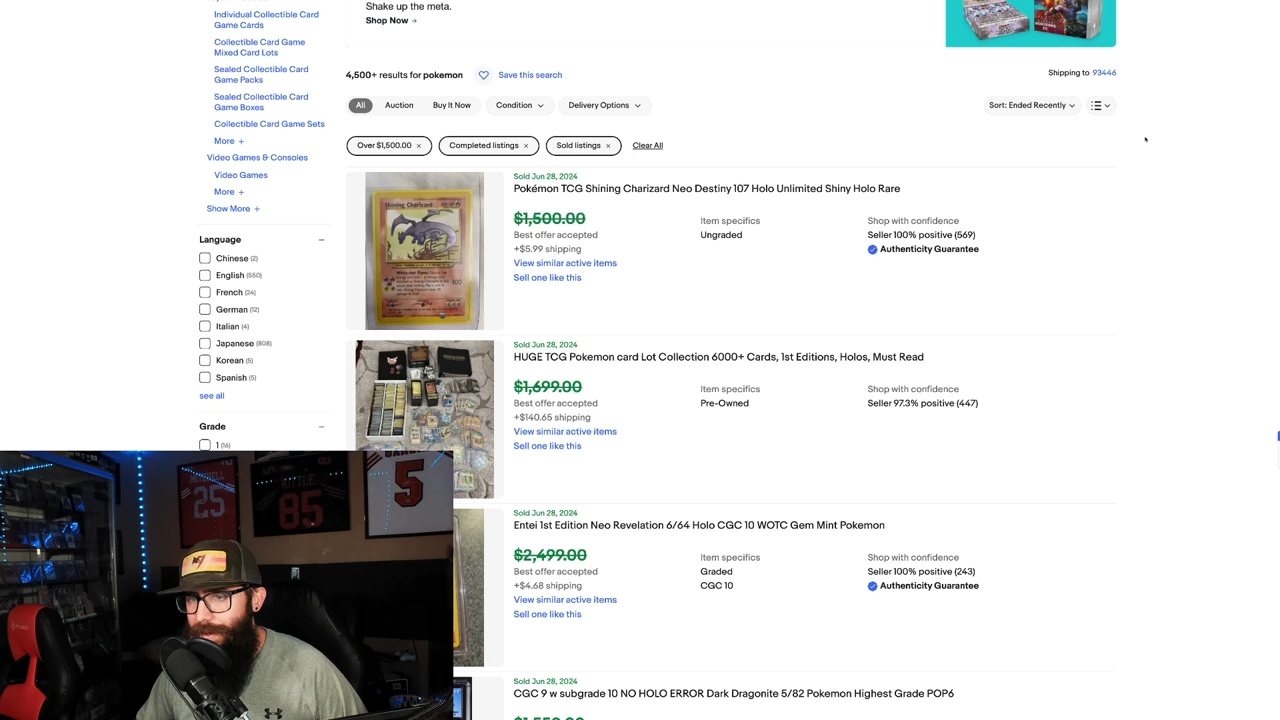 Individual Collectible Card
Game Cards
Collectible Card Game
Mixed Card Lots
Sealed Collectible Card
Game Packs
Sealed Collectible Card
Game Boxes
Collectible Card Game Sets
More +
Video Games & Consoles
Video Games
More +
Show More +
Language
Chinese (2)
English (550)
French (24)
German (12)
Italian (4)
Japanese (808)
Korean (5)
Spanish (5)
see all
Grade
1 (16)
Shake up the meta.
Shop Now →
4,500+ results for pokemon
Save this search
Shipping to 93446
All
Auction
Buy It Now
Condition
Delivery Options
Sort: Ended Recently
Over $1,500.00 ×
Completed listings ×
Sold listings ×
Clear All
Sold Jun 28, 2024
Pokémon TCG Shining Charizard Neo Destiny 107 Holo Unlimited Shiny Holo Rare
$1,500.00
Best offer accepted
+$5.99 shipping
View similar active items
Sell one like this
Item specifics
Ungraded
Shop with confidence
Seller 100% positive (569)
Authenticity Guarantee
Shining Charizard
Sold Jun 28, 2024
HUGE TCG Pokemon card Lot Collection 6000+ Cards, 1st Editions, Holos, Must Read
$1,699.00
Best offer accepted
+$140.65 shipping
View similar active items
Sell one like this
Item specifics
Pre-Owned
Shop with confidence
Seller 97.3% positive (447)
Sold Jun 28, 2024
Entei 1st Edition Neo Revelation 6/64 Holo CGC 10 WOTC Gem Mint Pokemon
$2,499.00
Best offer accepted
+$4.68 shipping
View similar active items
Sell one like this
Item specifics
Graded
CGC 10
Shop with confidence
Seller 100% positive (243)
Authenticity Guarantee
Sold Jun 28, 2024
CGC 9 w subgrade 10 NO HOLO ERROR Dark Dragonite 5/82 Pokemon Highest Grade POP6
MITCHELL
25
KITTLE
85
5